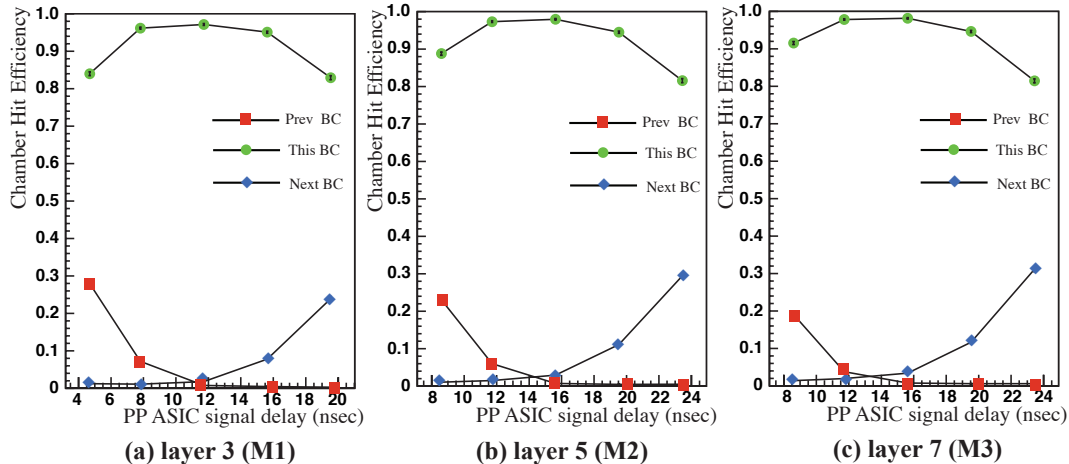 Chamber Hit Efficiency
1.0
0.9
0.8
0.7
0.6
0.5
0.4
0.3
0.2
0.1
0
Prev BC
This BC
Next BC
4 6 8 10 12 14 16 18 20
PP ASIC signal delay (nsec)
(a) layer 3 (M1)
Chamber Hit Efficiency
1.0
0.9
0.8
0.7
0.6
0.5
0.4
0.3
0.2
0.1
0
Prev BC
This BC
Next BC
8 10 12 14 16 18 20 22 24
PP ASIC signal delay (nsec)
(b) layer 5 (M2)
Chamber Hit Efficiency
1.0
0.9
0.8
0.7
0.6
0.5
0.4
0.3
0.2
0.1
0
Prev BC
This BC
Next BC
8 10 12 14 16 18 20 22 24
PP ASIC signal delay (nsec)
(c) layer 7 (M3)